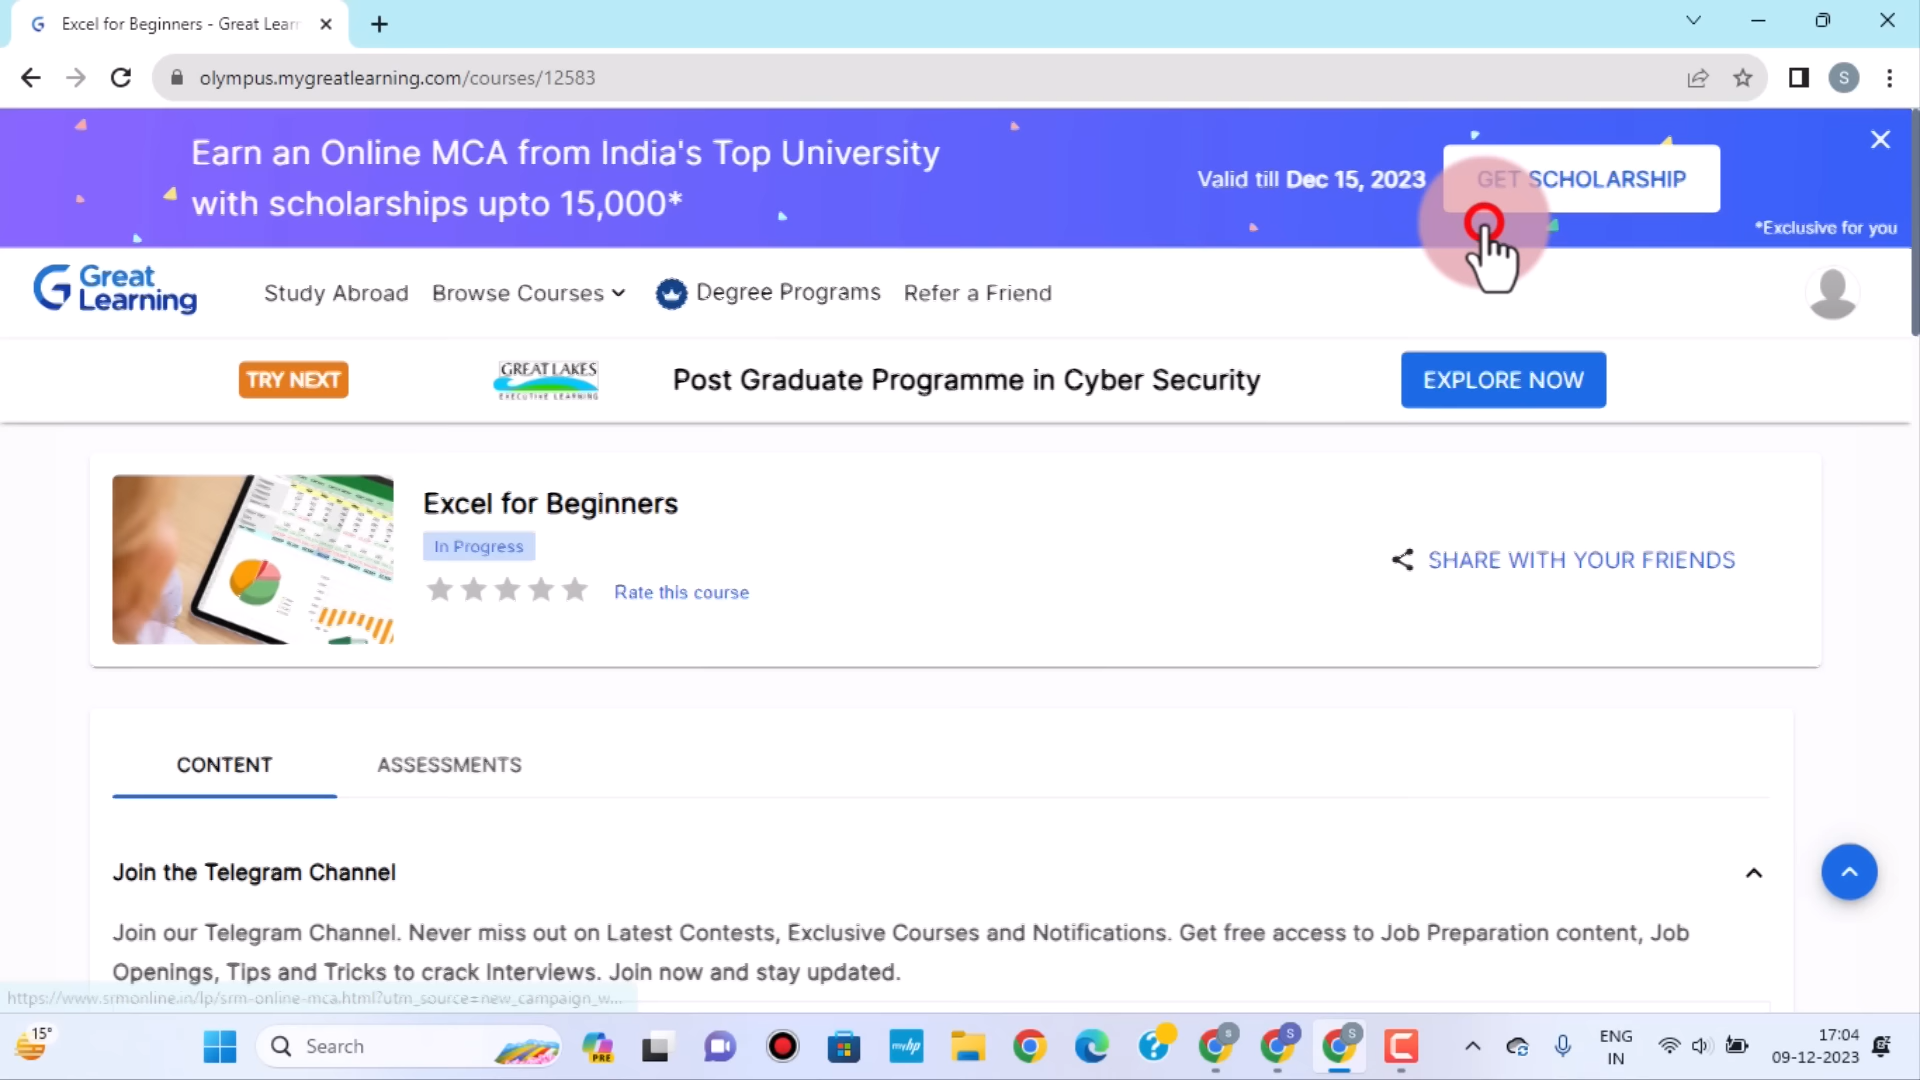 Excel for Beginners - Great Lear
olympus.mygreatlearning.com/courses/12583
S
Earn an Online MCA from India's Top University
with scholarships upto 15,000*
Valid till Dec 15, 2023
GET SCHOLARSHIP
*Exclusive for you
Great
Learning
Study Abroad
Browse Courses
Degree Programs
Refer a Friend
TRY NEXT
GREAT LAKES
EXECUTIVE LEARNING
Post Graduate Programme in Cyber Security
EXPLORE NOW
Excel for Beginners
In Progress
Rate this course
SHARE WITH YOUR FRIENDS
CONTENT
ASSESSMENTS
Join the Telegram Channel
Join our Telegram Channel. Never miss out on Latest Contests, Exclusive Courses and Notifications. Get free access to Job Preparation content, Job
Openings, Tips and Tricks to crack Interviews. Join now and stay updated.
https://www.srmonline.in/lp/srm-online-mca.html?utm_source=new_campaign_w...
15°
Search
PRE
myhp
S
S
S
ENG
IN
17:04
09-12-2023